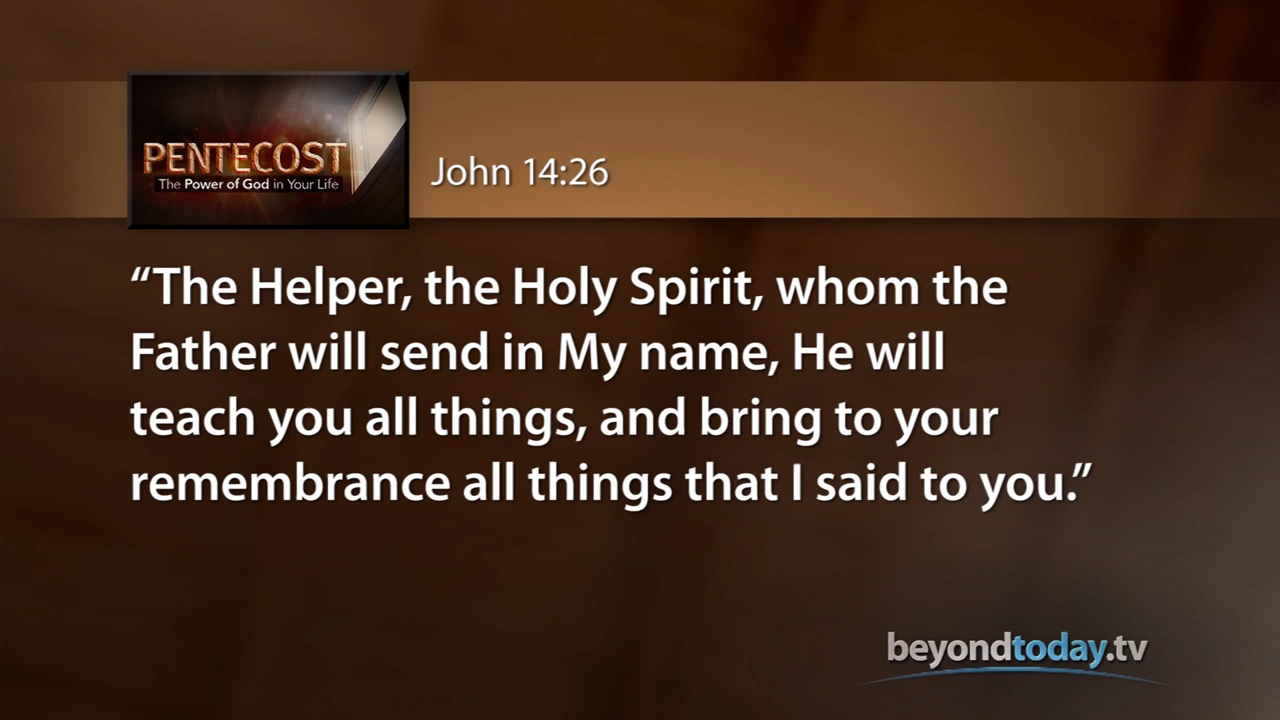 PENTECOST
The Power of God in Your Life
John 14:26
“The Helper, the Holy Spirit, whom the
Father will send in My name, He will
teach you all things, and bring to your
remembrance all things that I said to you.”
beyondtoday.tv